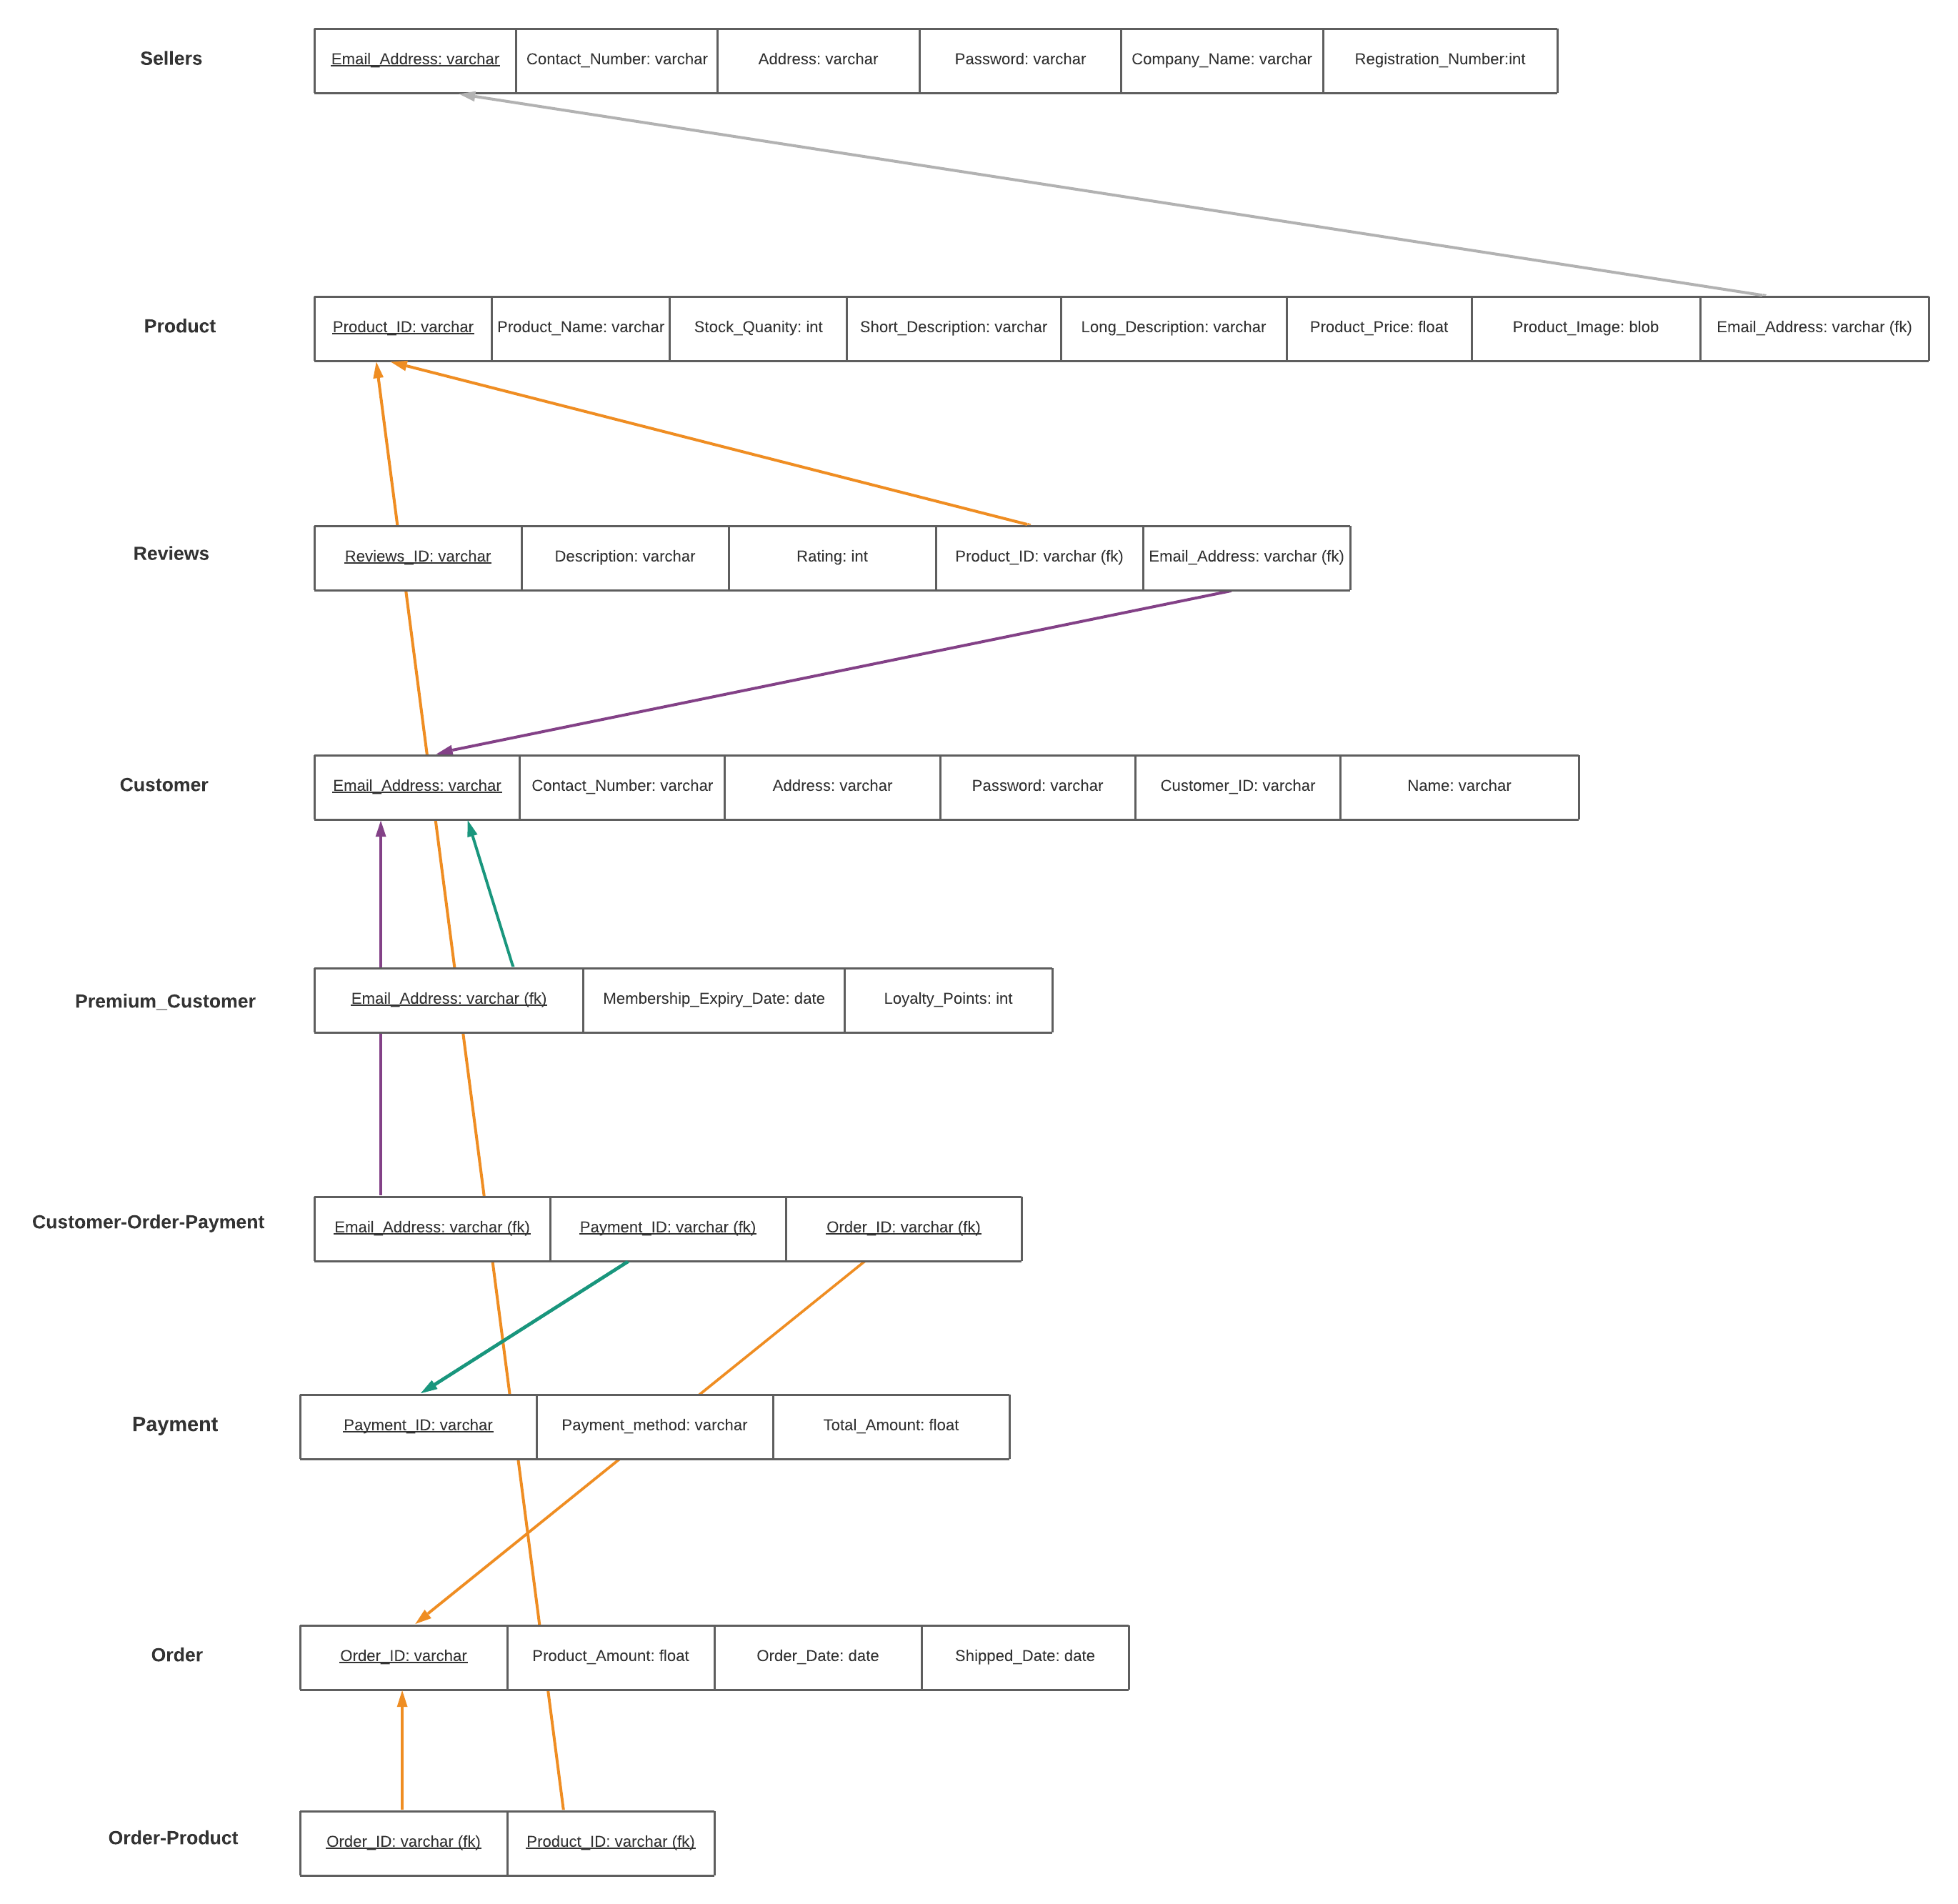 Sellers
Email_Address: varchar
Contact_Number: varchar
Address: varchar
Password: varchar
Company_Name: varchar
Registration_Number:int
Product
Product_ID: varchar
Product_Name: varchar
Stock_Quanity: int
Short_Description: varchar
Long_Description: varchar
Product_Price: float
Product_Image: blob
Email_Address: varchar (fk)
Reviews
Reviews_ID: varchar
Description: varchar
Rating: int
Product_ID: varchar (fk)
Email_Address: varchar (fk)
Customer
Email_Address: varchar
Contact_Number: varchar
Address: varchar
Password: varchar
Customer_ID: varchar
Name: varchar
Premium_Customer
Email_Address: varchar (fk)
Membership_Expiry_Date: date
Loyalty_Points: int
Customer-Order-Payment
Email_Address: varchar (fk)
Payment_ID: varchar (fk)
Order_ID: varchar (fk)
Payment
Payment_ID: varchar
Payment_method: varchar
Total_Amount: float
Order
Order_ID: varchar
Product_Amount: float
Order_Date: date
Shipped_Date: date
Order-Product
Order_ID: varchar (fk)
Product_ID: varchar (fk)